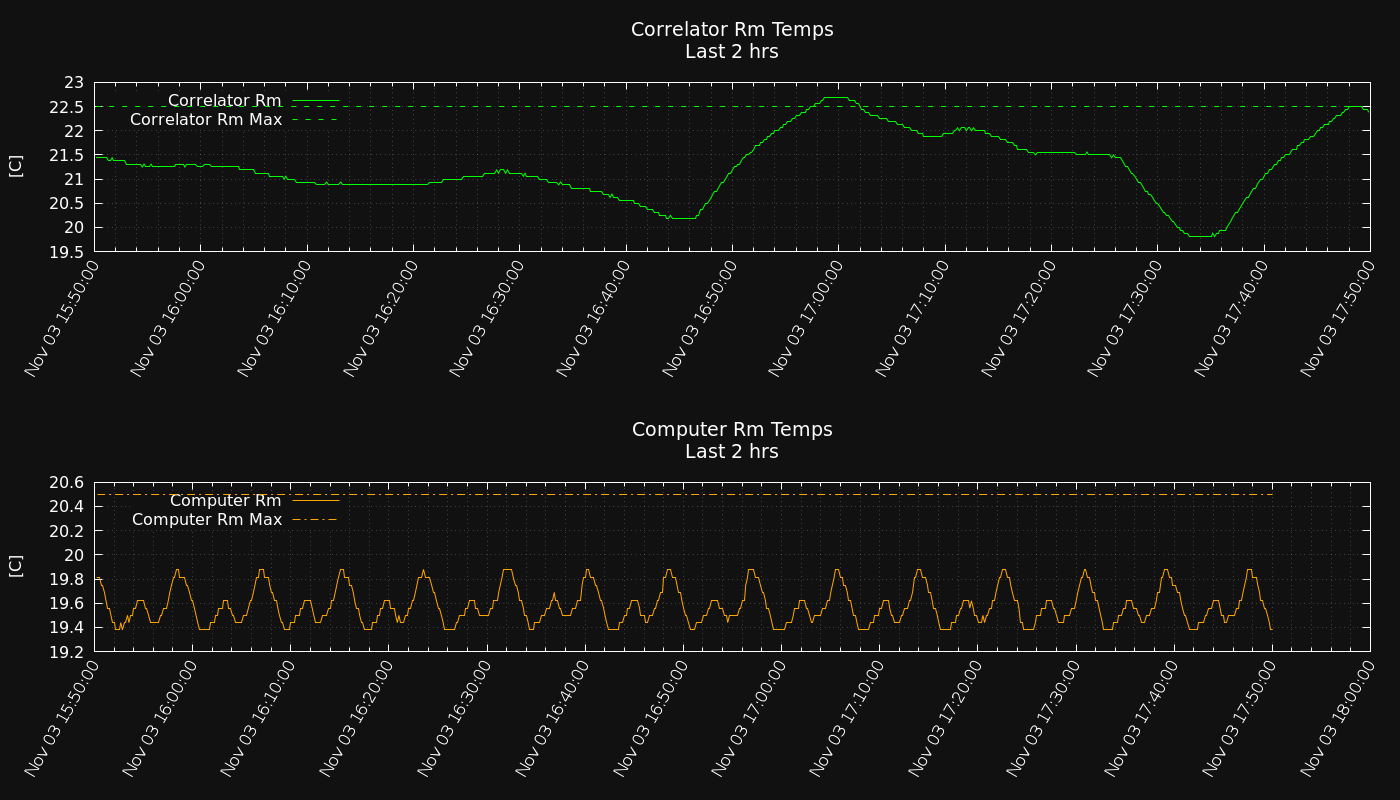 Correlator Rm Temps
Last 2 hrs
23
22.5
22
21.5
21
20.5
20
19.5
[C]
Correlator Rm
Correlator Rm Max
Nov 03 15:50:00
Nov 03 16:00:00
Nov 03 16:10:00
Nov 03 16:20:00
Nov 03 16:30:00
Nov 03 16:40:00
Nov 03 16:50:00
Nov 03 17:00:00
Nov 03 17:10:00
Nov 03 17:20:00
Nov 03 17:30:00
Nov 03 17:40:00
Nov 03 17:50:00
Computer Rm Temps
Last 2 hrs
20.6
20.4
20.2
20
19.8
19.6
19.4
19.2
[C]
Computer Rm
Computer Rm Max
Nov 03 15:50:00
Nov 03 16:00:00
Nov 03 16:10:00
Nov 03 16:20:00
Nov 03 16:30:00
Nov 03 16:40:00
Nov 03 16:50:00
Nov 03 17:00:00
Nov 03 17:10:00
Nov 03 17:20:00
Nov 03 17:30:00
Nov 03 17:40:00
Nov 03 17:50:00
Nov 03 18:00:00